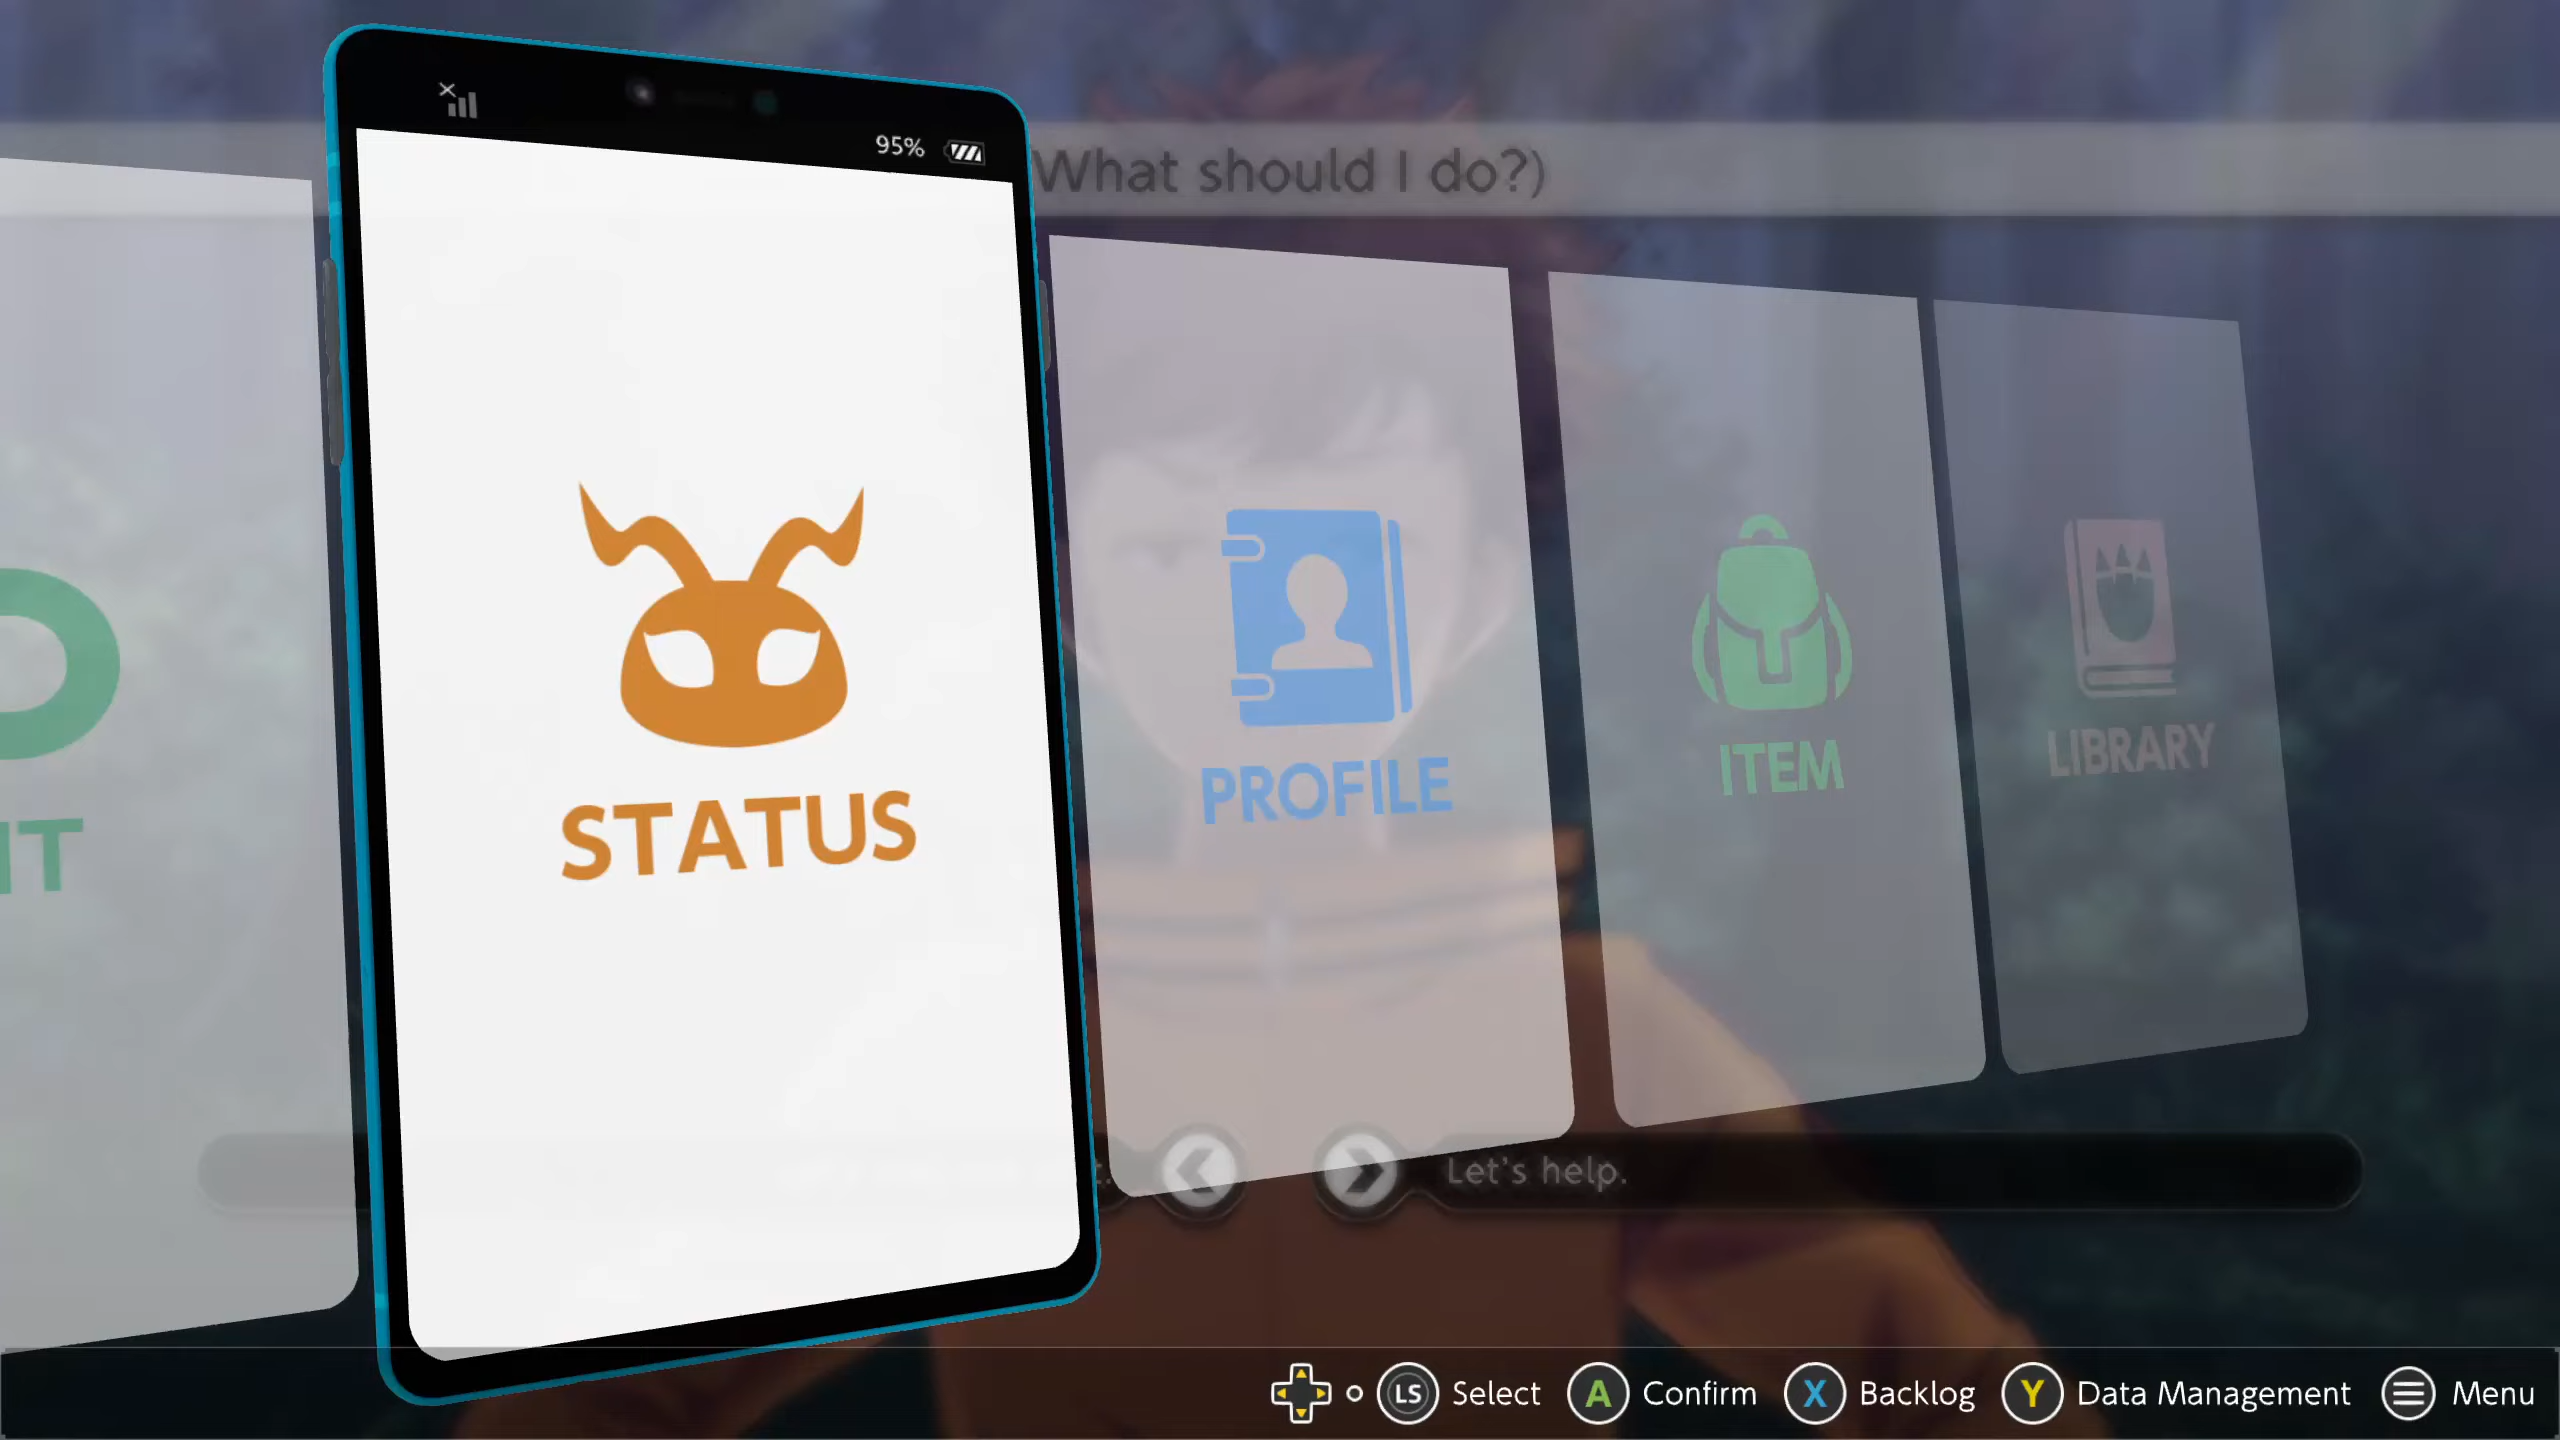 95%
What should I do?)
IT
STATUS
PROFILE
ITEM
LIBRARY
Let's help.
LS Select A Confirm X Backlog Y Data Management Menu